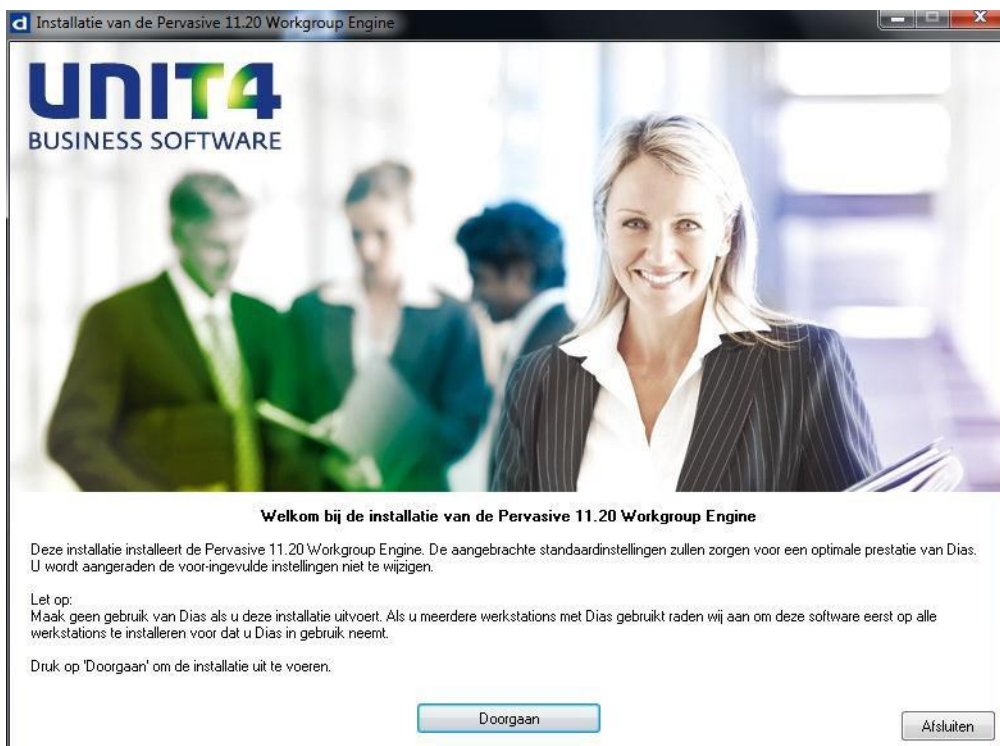 Installatie van de Pervasive 11.20 Workgroup Engine
UNIT4
BUSINESS SOFTWARE
Welkom bij de installatie van de Pervasive 11.20 Workgroup Engine
Deze installatie installeert de Pervasive 11.20 Workgroup Engine. De aangebrachte standaardinstellingen zullen zorgen voor een optimale prestatie van Dias.
U wordt aangeraden de voor-ingevulde instellingen niet te wijzigen.
Let op:
Maak geen gebruik van Dias als u deze installatie uitvoert. Als u meerdere werkstations met Dias gebruikt raden wij aan om deze software eerst op alle
werkstations te installeren voor dat u Dias in gebruik neemt.
Druk op 'Doorgaan' om de installatie uit te voeren.
Doorgaan
Afsluiten